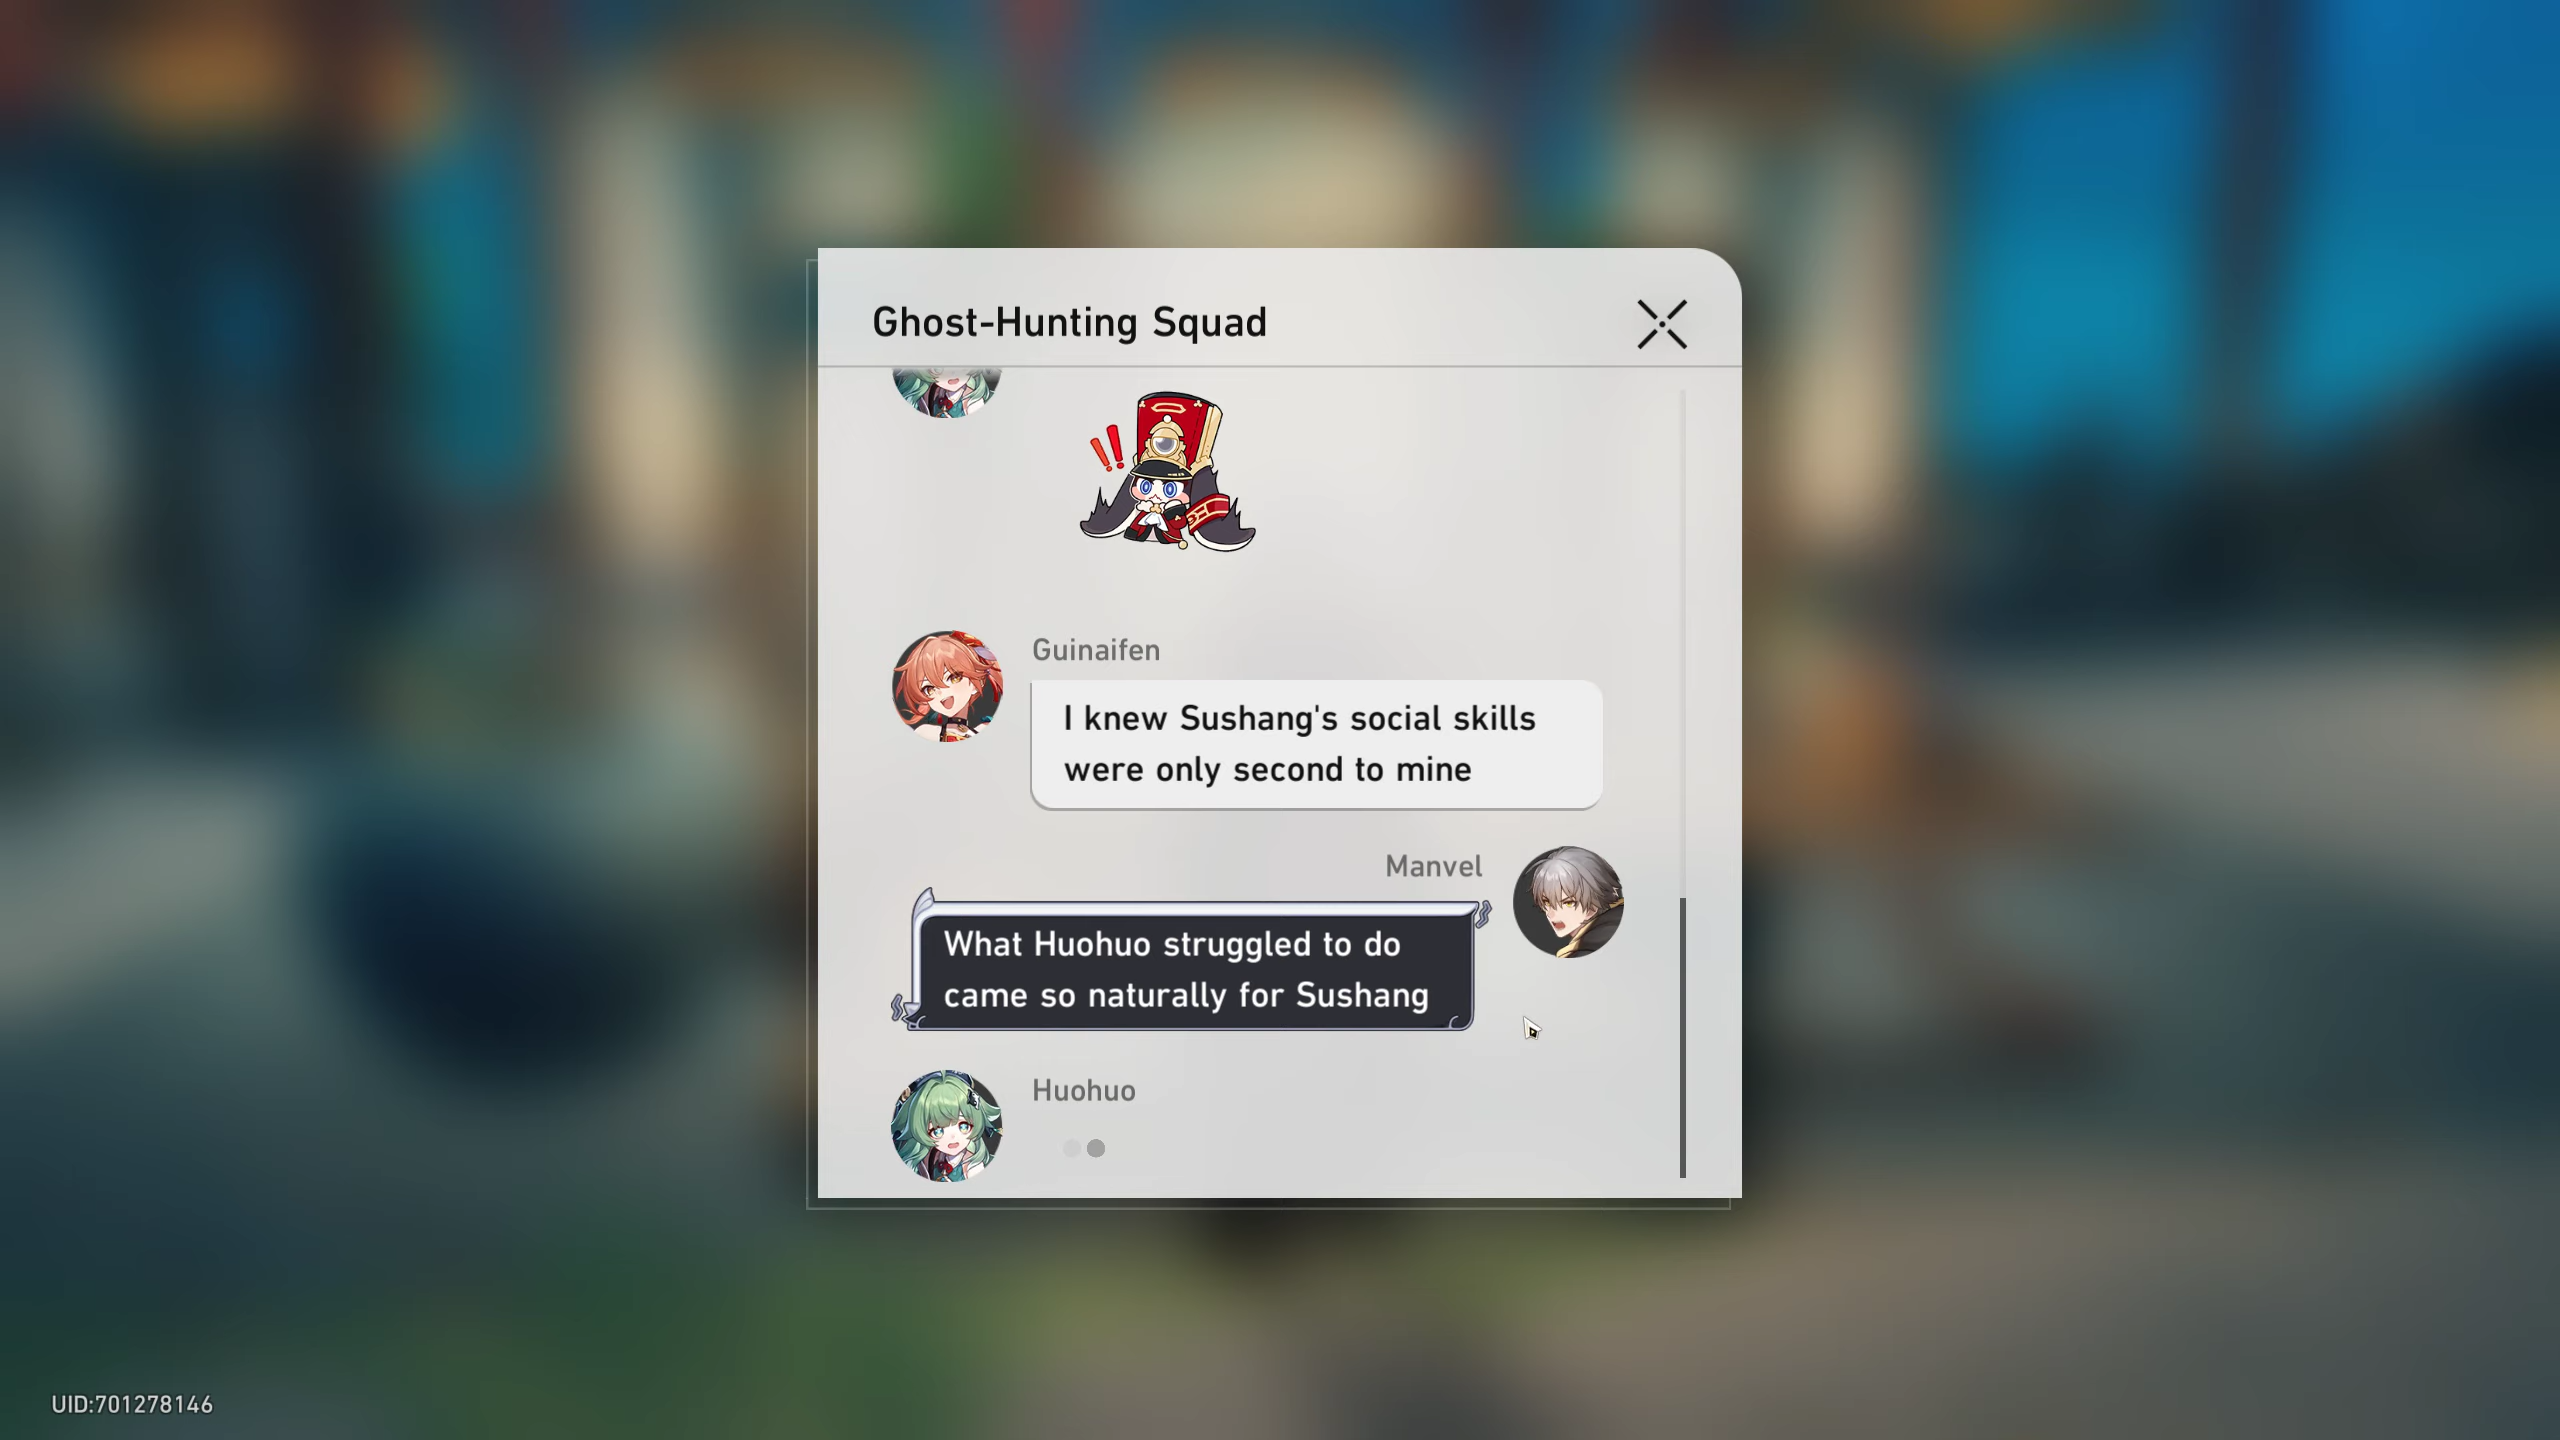 Ghost-Hunting Squad
Guinaifen
I knew Sushang's social skills
were only second to mine
Manvel
What Huohuo struggled to do
came so naturally for Sushang
Huohuo
UID:701278146